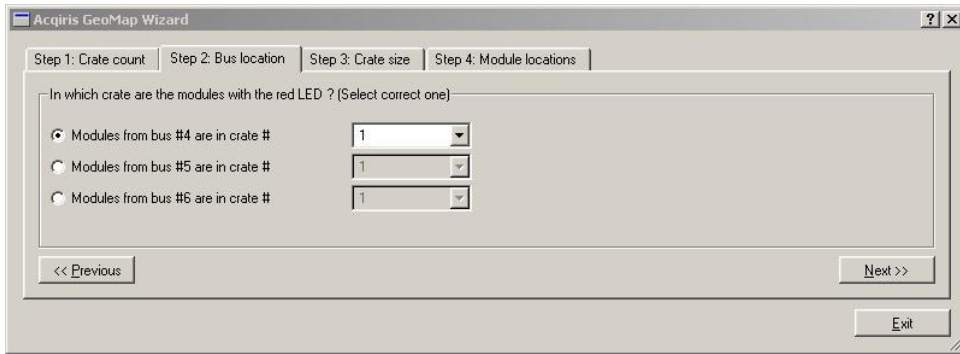 Acqiris GeoMap Wizard
Step 1: Crate count Step 2: Bus location Step 3: Crate size Step 4: Module locations
In which crate are the modules with the red LED ? (Select correct one)
Modules from bus #4 are in crate # 1
Modules from bus #5 are in crate # 1
Modules from bus #6 are in crate # 1
<< Previous Next >>
Exit